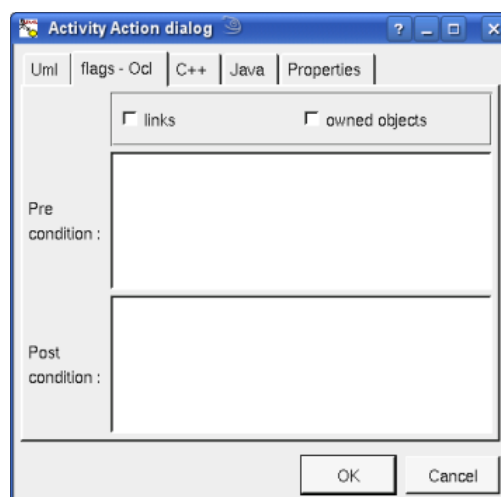 Activity Action dialog ?
Uml flags - Ocl C++ Java Properties
links owned objects
Pre
condition :
Post
condition :
OK Cancel